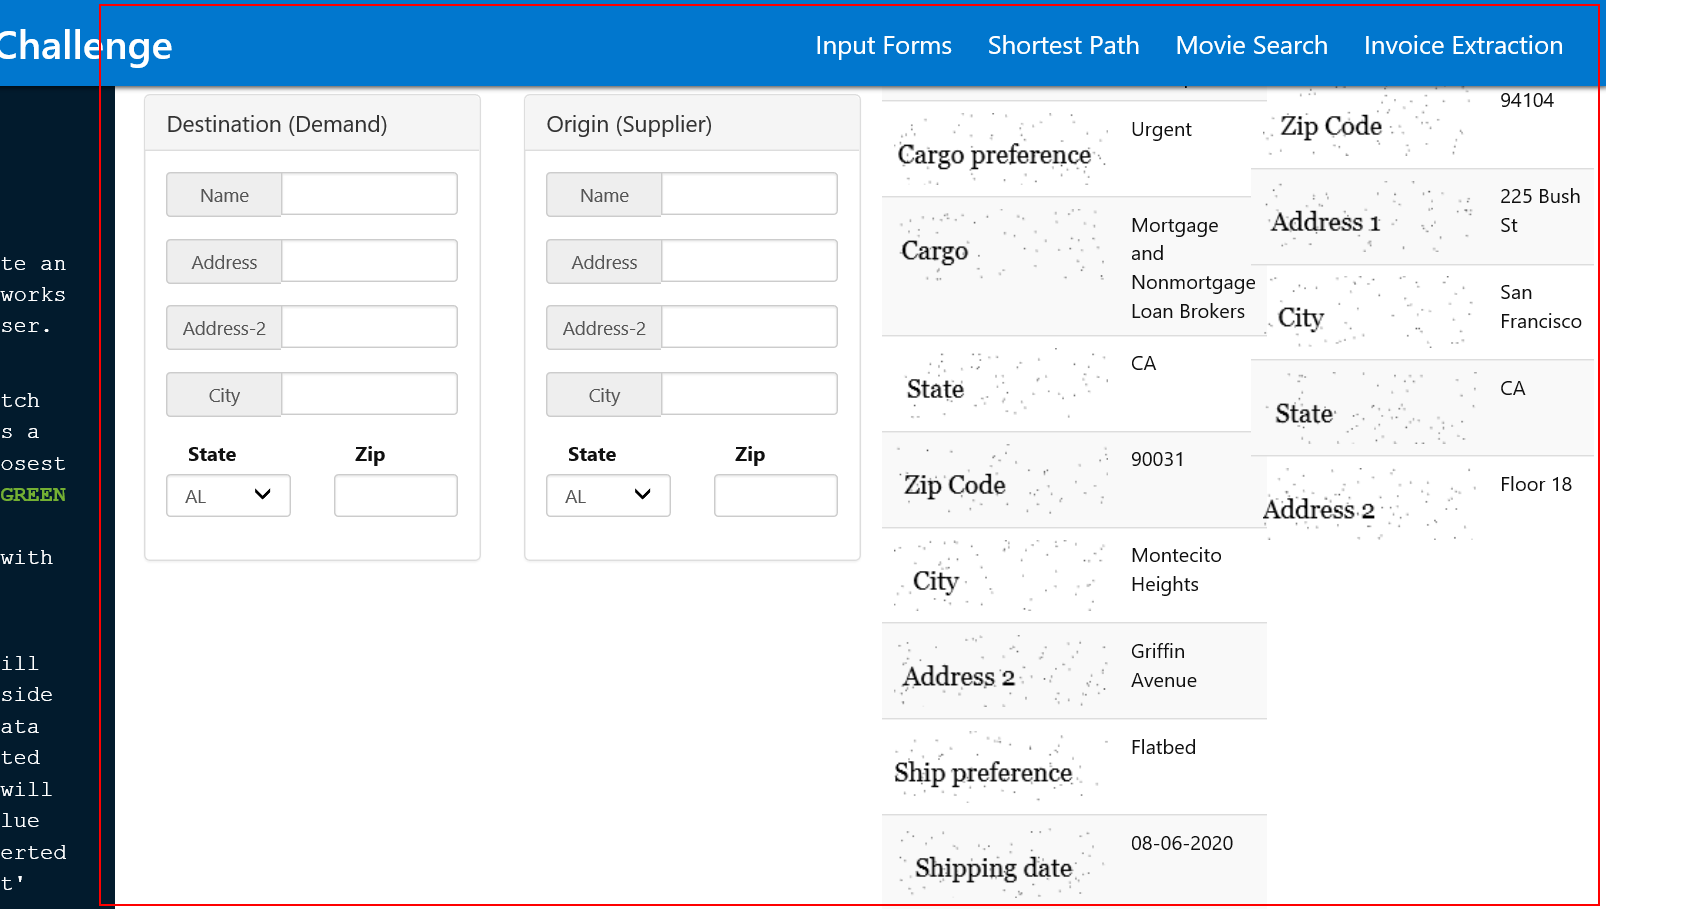 Challenge
Input Forms
Shortest Path
Movie Search
Invoice Extraction
te an
works
ser.
tch
s a
osest
GREEN
with
ill
side
ata
ted
will
lue
erted
t'
Destination (Demand)
Name
Address
Address-2
City
State
Zip
AL
Origin (Supplier)
Name
Address
Address-2
City
State
Zip
AL
Cargo preference
Urgent
Cargo
Mortgage
and
Nonmortgage
Loan Brokers
State
CA
Zip Code
90031
City
Montecito
Heights
Address 2
Griffin
Avenue
Ship preference
Flatbed
Shipping date
08-06-2020
Zip Code
94104
Address 1
225 Bush
St
City
San
Francisco
State
CA
Address 2
Floor 18